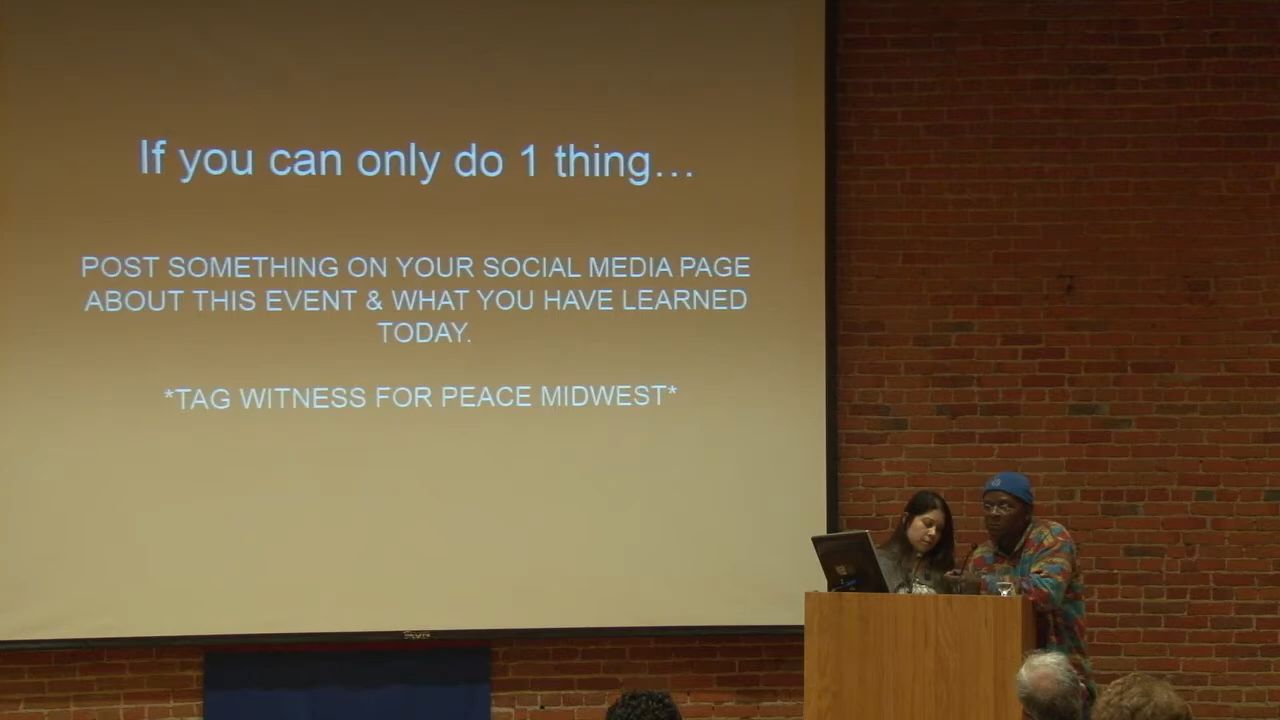 If you can only do 1 thing…
POST SOMETHING ON YOUR SOCIAL MEDIA PAGE
ABOUT THIS EVENT & WHAT YOU HAVE LEARNED
TODAY.
*TAG WITNESS FOR PEACE MIDWEST*